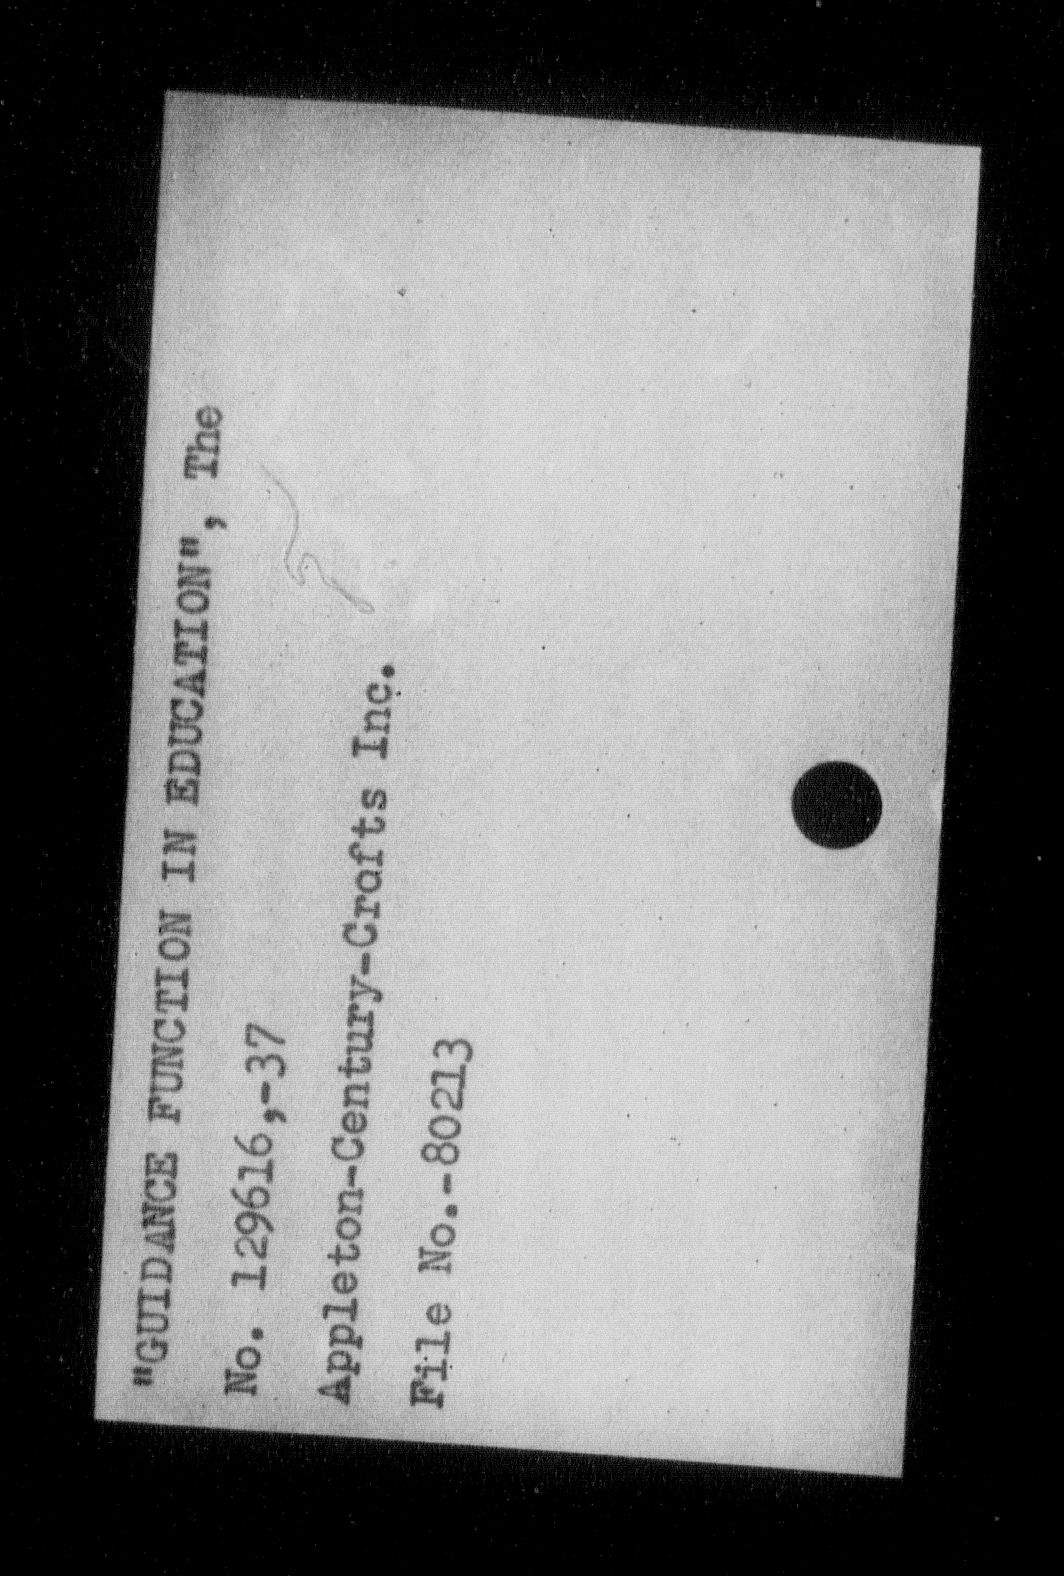 "GUIDANCE FUNCTION IN EDUCATION", The
No. 129616,-37
Appleton-Century-Crofts Inc.
File No.-80213